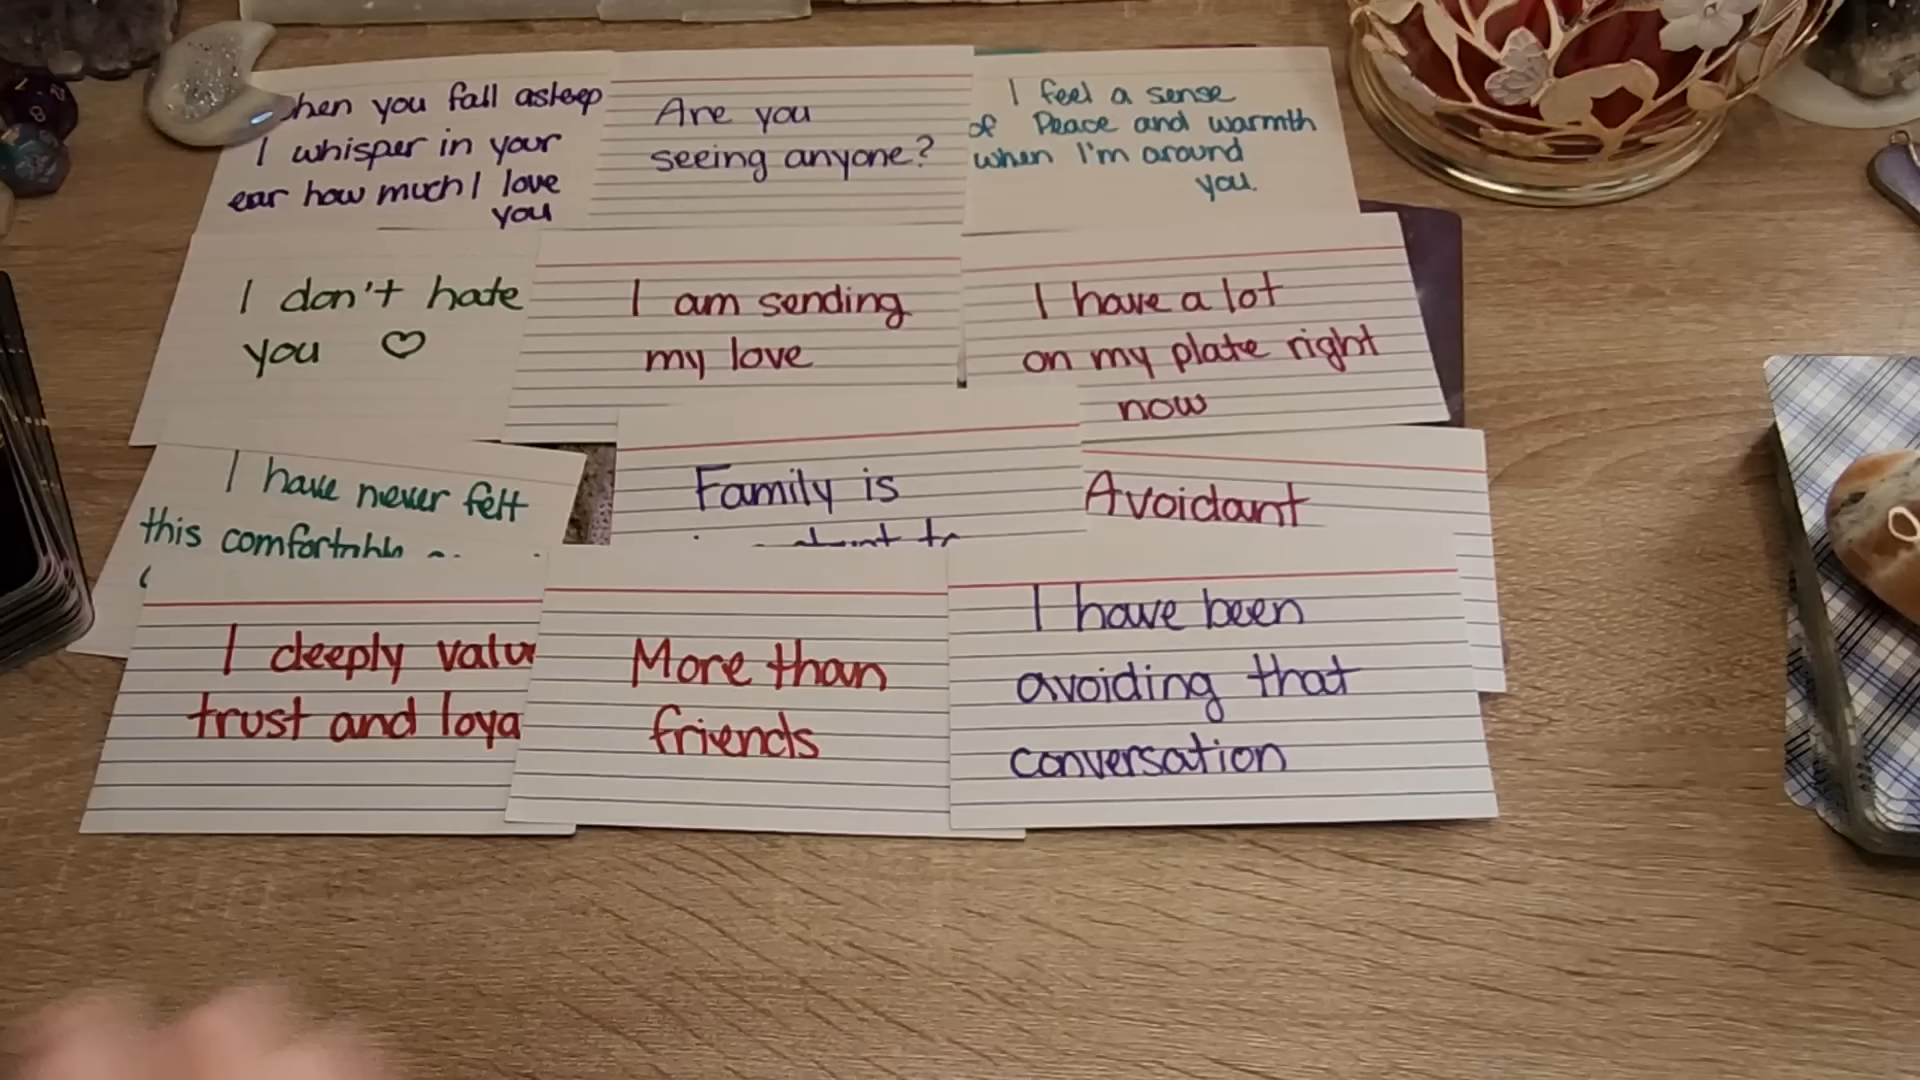 hen you fall asleep
I whisper in your
ear how much I love
you
Are you
seeing anyone?
I feel a sense
of Peace and warmth
when I'm around
you.
I don't hate
you ♡
I am sending
my love
I have a lot
on my plate right
now
I have never felt
this comfortable
Family is
Avoidant
I deeply valu
trust and loya
More than
friends
I have been
avoiding that
conversation